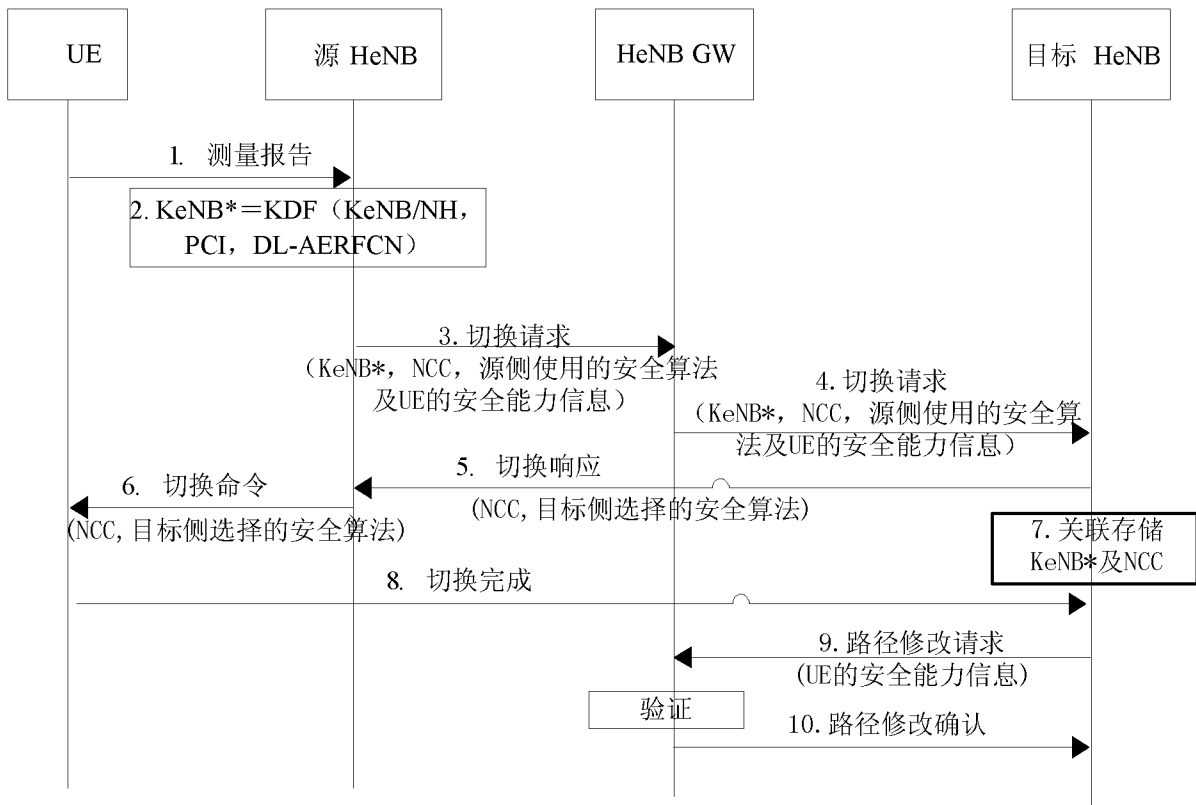 UE
源 HeNB
HeNB GW
目标 HeNB
1. 测量报告
2. KeNB*＝KDF（KeNB/NH，
PCI，DL-AERFCN）
3.切换请求
（KeNB*，NCC，源侧使用的安全算法
及UE的安全能力信息）
4.切换请求
（KeNB*，NCC，源侧使用的安全算
法及UE的安全能力信息）
5. 切换响应
(NCC,目标侧选择的安全算法)
6. 切换命令
(NCC,目标侧选择的安全算法)
7.关联存储
KeNB*及NCC
8. 切换完成
9.路径修改请求
(UE的安全能力信息)
验证
10.路径修改确认